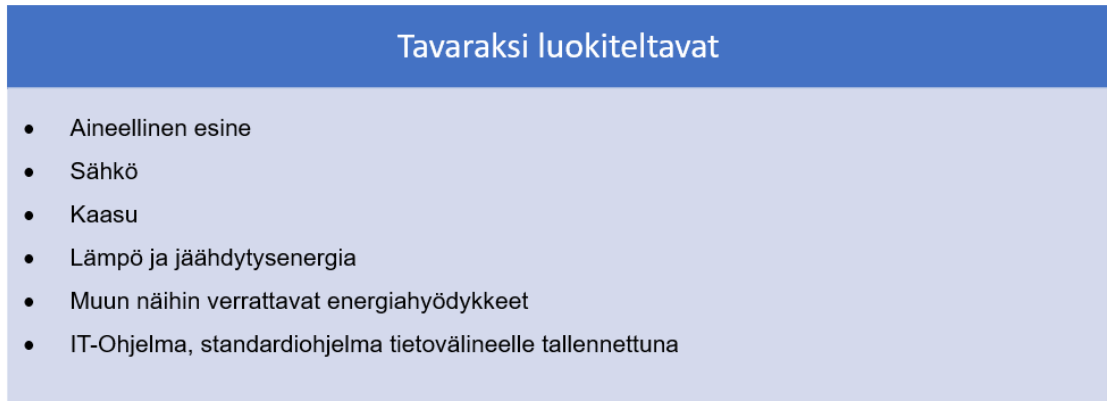 Tavaraksi luokiteltavat
• Aineellinen esine
• Sähkö
• Kaasu
• Lämpö ja jäähdytysenergia
• Muun näihin verrattavat energiahyödykkeet
• IT-Ohjelma, standardiohjelma tietovälineelle tallennettuna